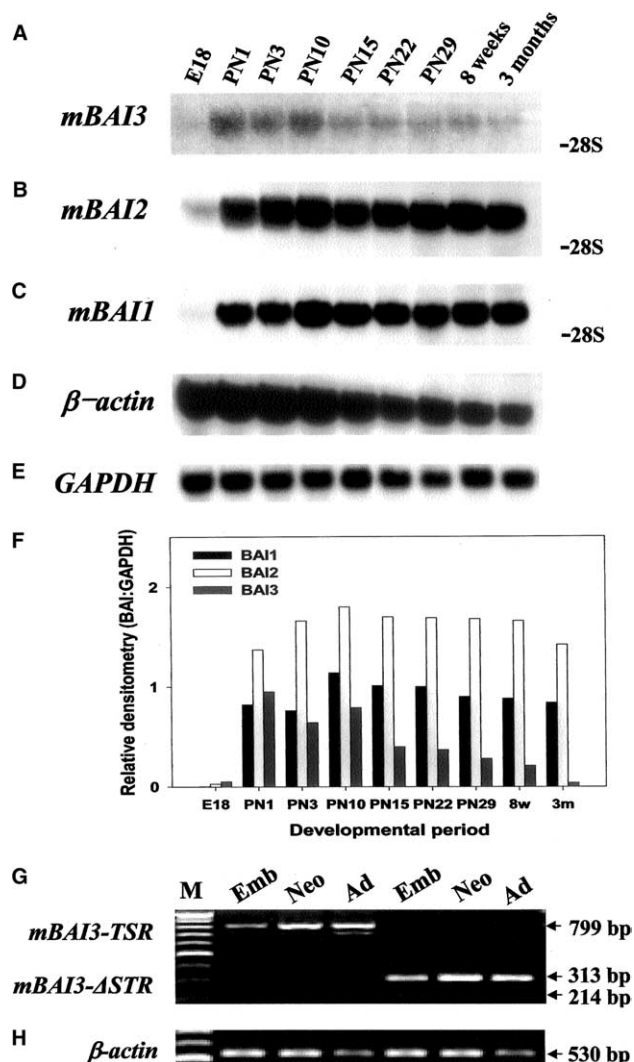 A
E18 PN1 PN3 PN10 PN15 PN22 PN29 8 weeks 3 months
mBAI3
-28S
B
mBAI2
-28S
C
mBAI1
-28S
D
β-actin
E
GAPDH
F
Relative densitometry (BAI:GAPDH)
2
1
0
BAI1
BAI2
BAI3
E18 PN1 PN3 PN10 PN15 PN22 PN29 8w 3m
Developmental period
G
M Emb Neo Ad Emb Neo Ad
mBAI3-TSR
799 bp
mBAI3-ΔSTR
313 bp
214 bp
H
β-actin
530 bp